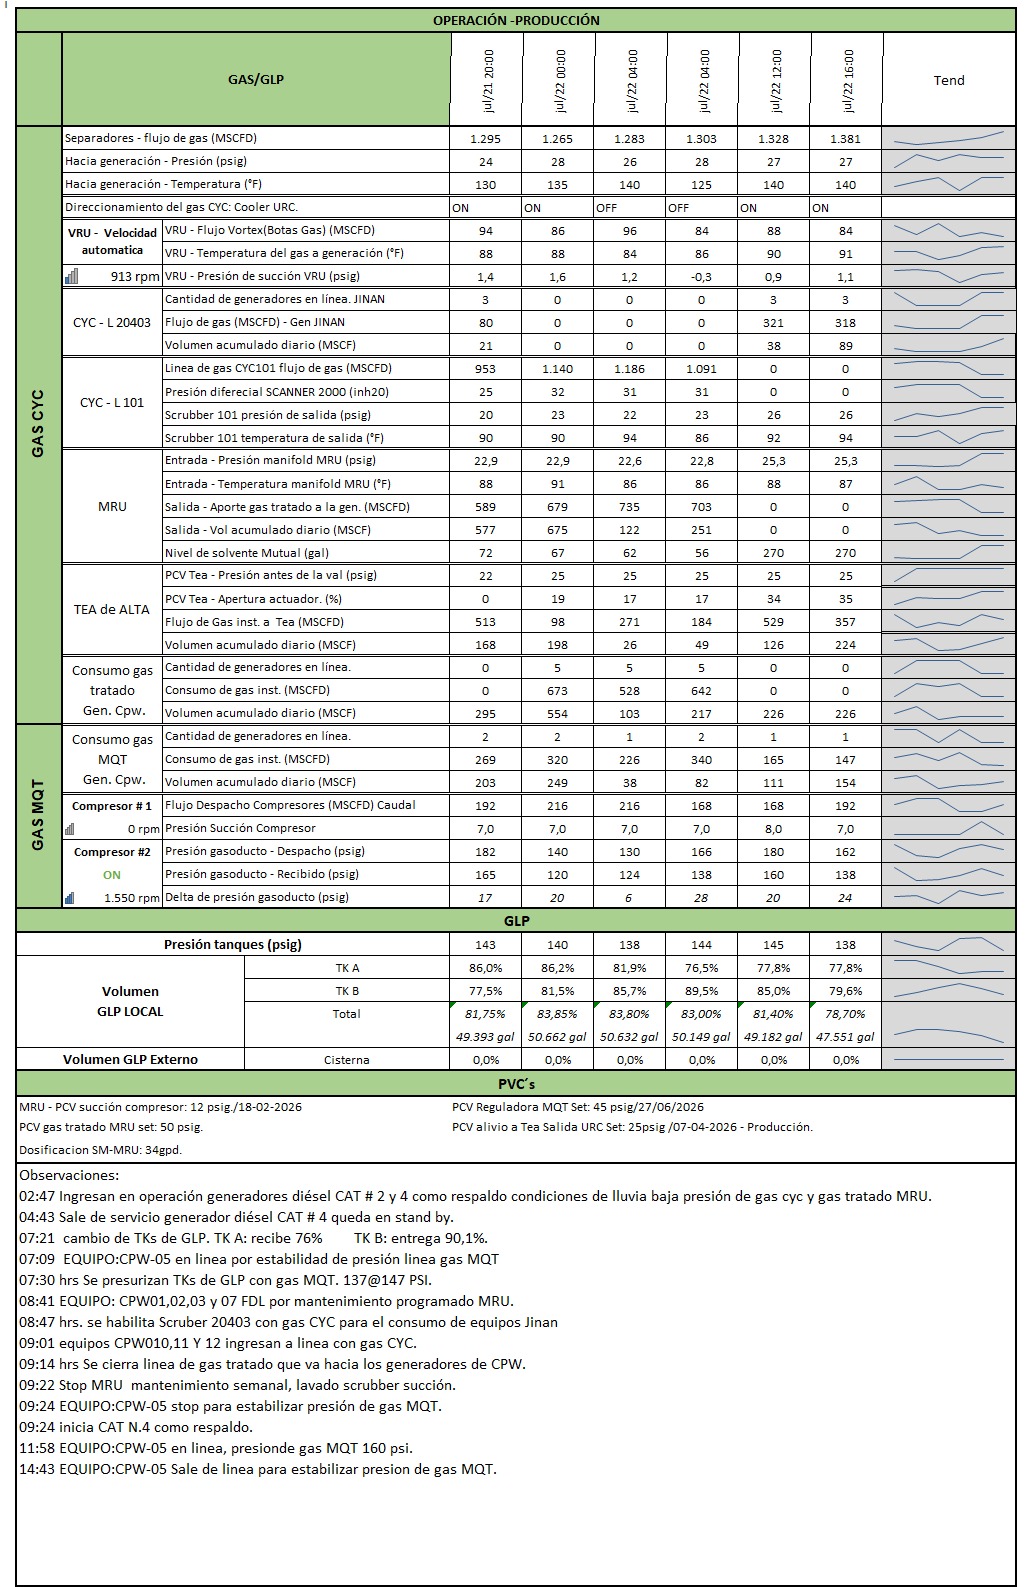 OPERACIÓN -PRODUCCIÓN
GAS/GLP jul/21 20:00 jul/22 00:00 jul/22 04:00 jul/22 04:00 jul/22 12:00 jul/22 16:00 Tend
GAS CYC
Separadores - flujo de gas (MSCFD) 1.295 1.265 1.283 1.303 1.328 1.381
Hacia generación - Presión (psig) 24 28 26 28 27 27
Hacia generación - Temperatura (°F) 130 135 140 125 140 140
Direccionamiento del gas CYC: Cooler URC. ON ON OFF OFF ON ON
VRU - Velocidad automatica
913 rpm
VRU - Flujo Vortex(Botas Gas) (MSCFD) 94 86 96 84 88 84
VRU - Temperatura del gas a generación (°F) 88 88 84 86 90 91
VRU - Presión de succión VRU (psig) 1,4 1,6 1,2 -0,3 0,9 1,1
CYC - L 20403
Cantidad de generadores en línea. JINAN 3 0 0 0 3 3
Flujo de gas (MSCFD) - Gen JINAN 80 0 0 0 321 318
Volumen acumulado diario (MSCF) 21 0 0 0 38 89
CYC - L 101
Linea de gas CYC101 flujo de gas (MSCFD) 953 1.140 1.186 1.091 0 0
Presión diferecial SCANNER 2000 (inh20) 25 32 31 31 0 0
Scrubber 101 presión de salida (psig) 20 23 22 23 26 26
Scrubber 101 temperatura de salida (°F) 90 90 94 86 92 94
MRU
Entrada - Presión manifold MRU (psig) 22,9 22,9 22,6 22,8 25,3 25,3
Entrada - Temperatura manifold MRU (°F) 88 91 86 86 88 87
Salida - Aporte gas tratado a la gen. (MSCFD) 589 679 735 703 0 0
Salida - Vol acumulado diario (MSCF) 577 675 122 251 0 0
Nivel de solvente Mutual (gal) 72 67 62 56 270 270
TEA de ALTA
PCV Tea - Presión antes de la val (psig) 22 25 25 25 25 25
PCV Tea - Apertura actuador. (%) 0 19 17 17 34 35
Flujo de Gas inst. a Tea (MSCFD) 513 98 271 184 529 357
Volumen acumulado diario (MSCF) 168 198 26 49 126 224
Consumo gas tratado Gen. Cpw.
Cantidad de generadores en línea. 0 5 5 5 0 0
Consumo de gas inst. (MSCFD) 0 673 528 642 0 0
Volumen acumulado diario (MSCF) 295 554 103 217 226 226
GAS MQT
Consumo gas MQT Gen. Cpw.
Cantidad de generadores en línea. 2 2 1 2 1 1
Consumo de gas inst. (MSCFD) 269 320 226 340 165 147
Volumen acumulado diario (MSCF) 203 249 38 82 111 154
Compresor # 1
0 rpm
Flujo Despacho Compresores (MSCFD) Caudal 192 216 216 168 168 192
Presión Succión Compresor 7,0 7,0 7,0 7,0 8,0 7,0
Compresor #2
ON
1.550 rpm
Presión gasoducto - Despacho (psig) 182 140 130 166 180 162
Presión gasoducto - Recibido (psig) 165 120 124 138 160 138
Delta de presión gasoducto (psig) 17 20 6 28 20 24
GLP
Presión tanques (psig) 143 140 138 144 145 138
Volumen
GLP LOCAL
TK A 86,0% 86,2% 81,9% 76,5% 77,8% 77,8%
TK B 77,5% 81,5% 85,7% 89,5% 85,0% 79,6%
Total 81,75% 83,85% 83,80% 83,00% 81,40% 78,70%
49.393 gal 50.662 gal 50.632 gal 50.149 gal 49.182 gal 47.551 gal
Volumen GLP Externo Cisterna 0,0% 0,0% 0,0% 0,0% 0,0% 0,0%
PVC´s
MRU - PCV succión compresor: 12 psig./18-02-2026 PCV Reguladora MQT Set: 45 psig/27/06/2026
PCV gas tratado MRU set: 50 psig. PCV alivio a Tea Salida URC Set: 25psig /07-04-2026 - Producción.
Dosificacion SM-MRU: 34gpd.
Observaciones:
02:47 Ingresan en operación generadores diésel CAT # 2 y 4 como respaldo condiciones de lluvia baja presión de gas cyc y gas tratado MRU.
04:43 Sale de servicio generador diésel CAT # 4 queda en stand by.
07:21 cambio de TKs de GLP. TK A: recibe 76% TK B: entrega 90,1%.
07:09 EQUIPO:CPW-05 en linea por estabilidad de presión linea gas MQT
07:30 hrs Se presurizan TKs de GLP con gas MQT. 137@147 PSI.
08:41 EQUIPO: CPW01,02,03 y 07 FDL por mantenimiento programado MRU.
08:47 hrs. se habilita Scruber 20403 con gas CYC para el consumo de equipos Jinan
09:01 equipos CPW010,11 Y 12 ingresan a linea con gas CYC.
09:14 hrs Se cierra linea de gas tratado que va hacia los generadores de CPW.
09:22 Stop MRU mantenimiento semanal, lavado scrubber succión.
09:24 EQUIPO:CPW-05 stop para estabilizar presión de gas MQT.
09:24 inicia CAT N.4 como respaldo.
11:58 EQUIPO:CPW-05 en linea, presionde gas MQT 160 psi.
14:43 EQUIPO:CPW-05 Sale de linea para estabilizar presion de gas MQT.